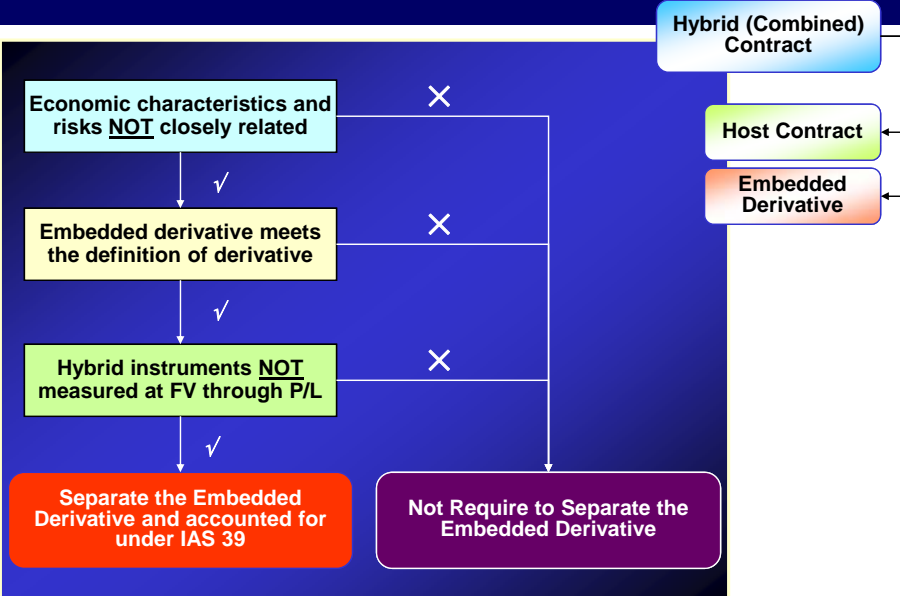 Hybrid (Combined)
Contract
Economic characteristics and
risks NOT closely related
×
Host Contract
√
Embedded
Derivative
Embedded derivative meets
the definition of derivative
×
√
Hybrid instruments NOT
measured at FV through P/L
×
√
Separate the Embedded
Derivative and accounted for
under IAS 39
Not Require to Separate the
Embedded Derivative